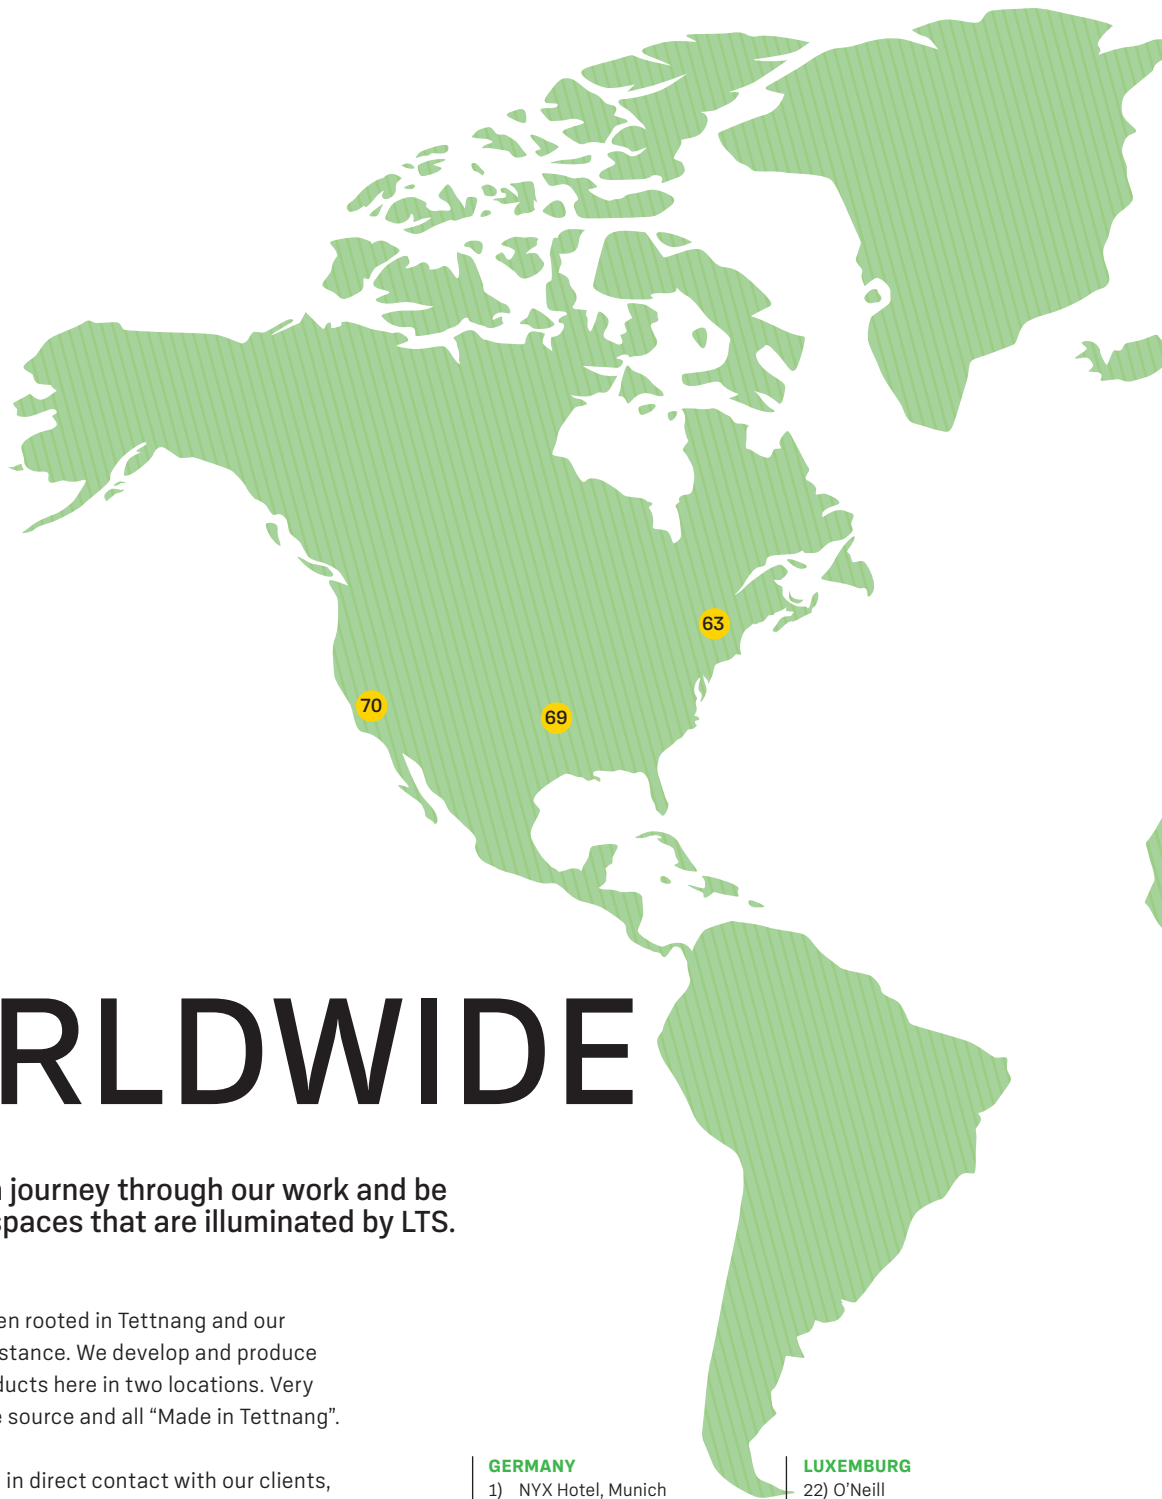 63
70
69
RLDWIDE
journey through our work and be
spaces that are illuminated by LTS.
en rooted in Tettnang and our
stance. We develop and produce
ducts here in two locations. Very
e source and all “Made in Tettnang”.
in direct contact with our clients,
GERMANY
1) NYX Hotel, Munich
LUXEMBURG
22) O’Neill